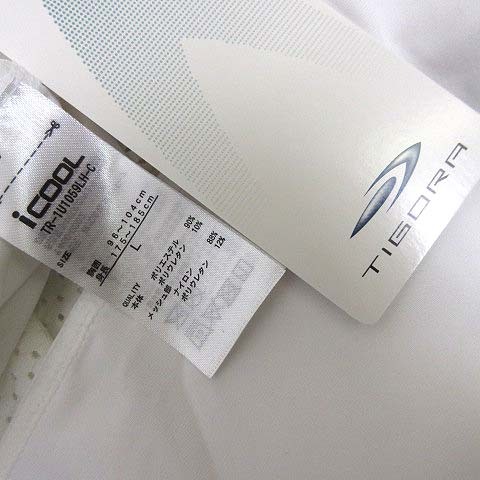 iCOOL
TR-1U1059LH-C
SIZE
胸囲 96~104cm
身長 175~185cm
L
QUALITY
本体 ポリエステル 90%
ポリウレタン 10%
メッシュ部 ナイロン 88%
ポリウレタン 12%
TIGORA